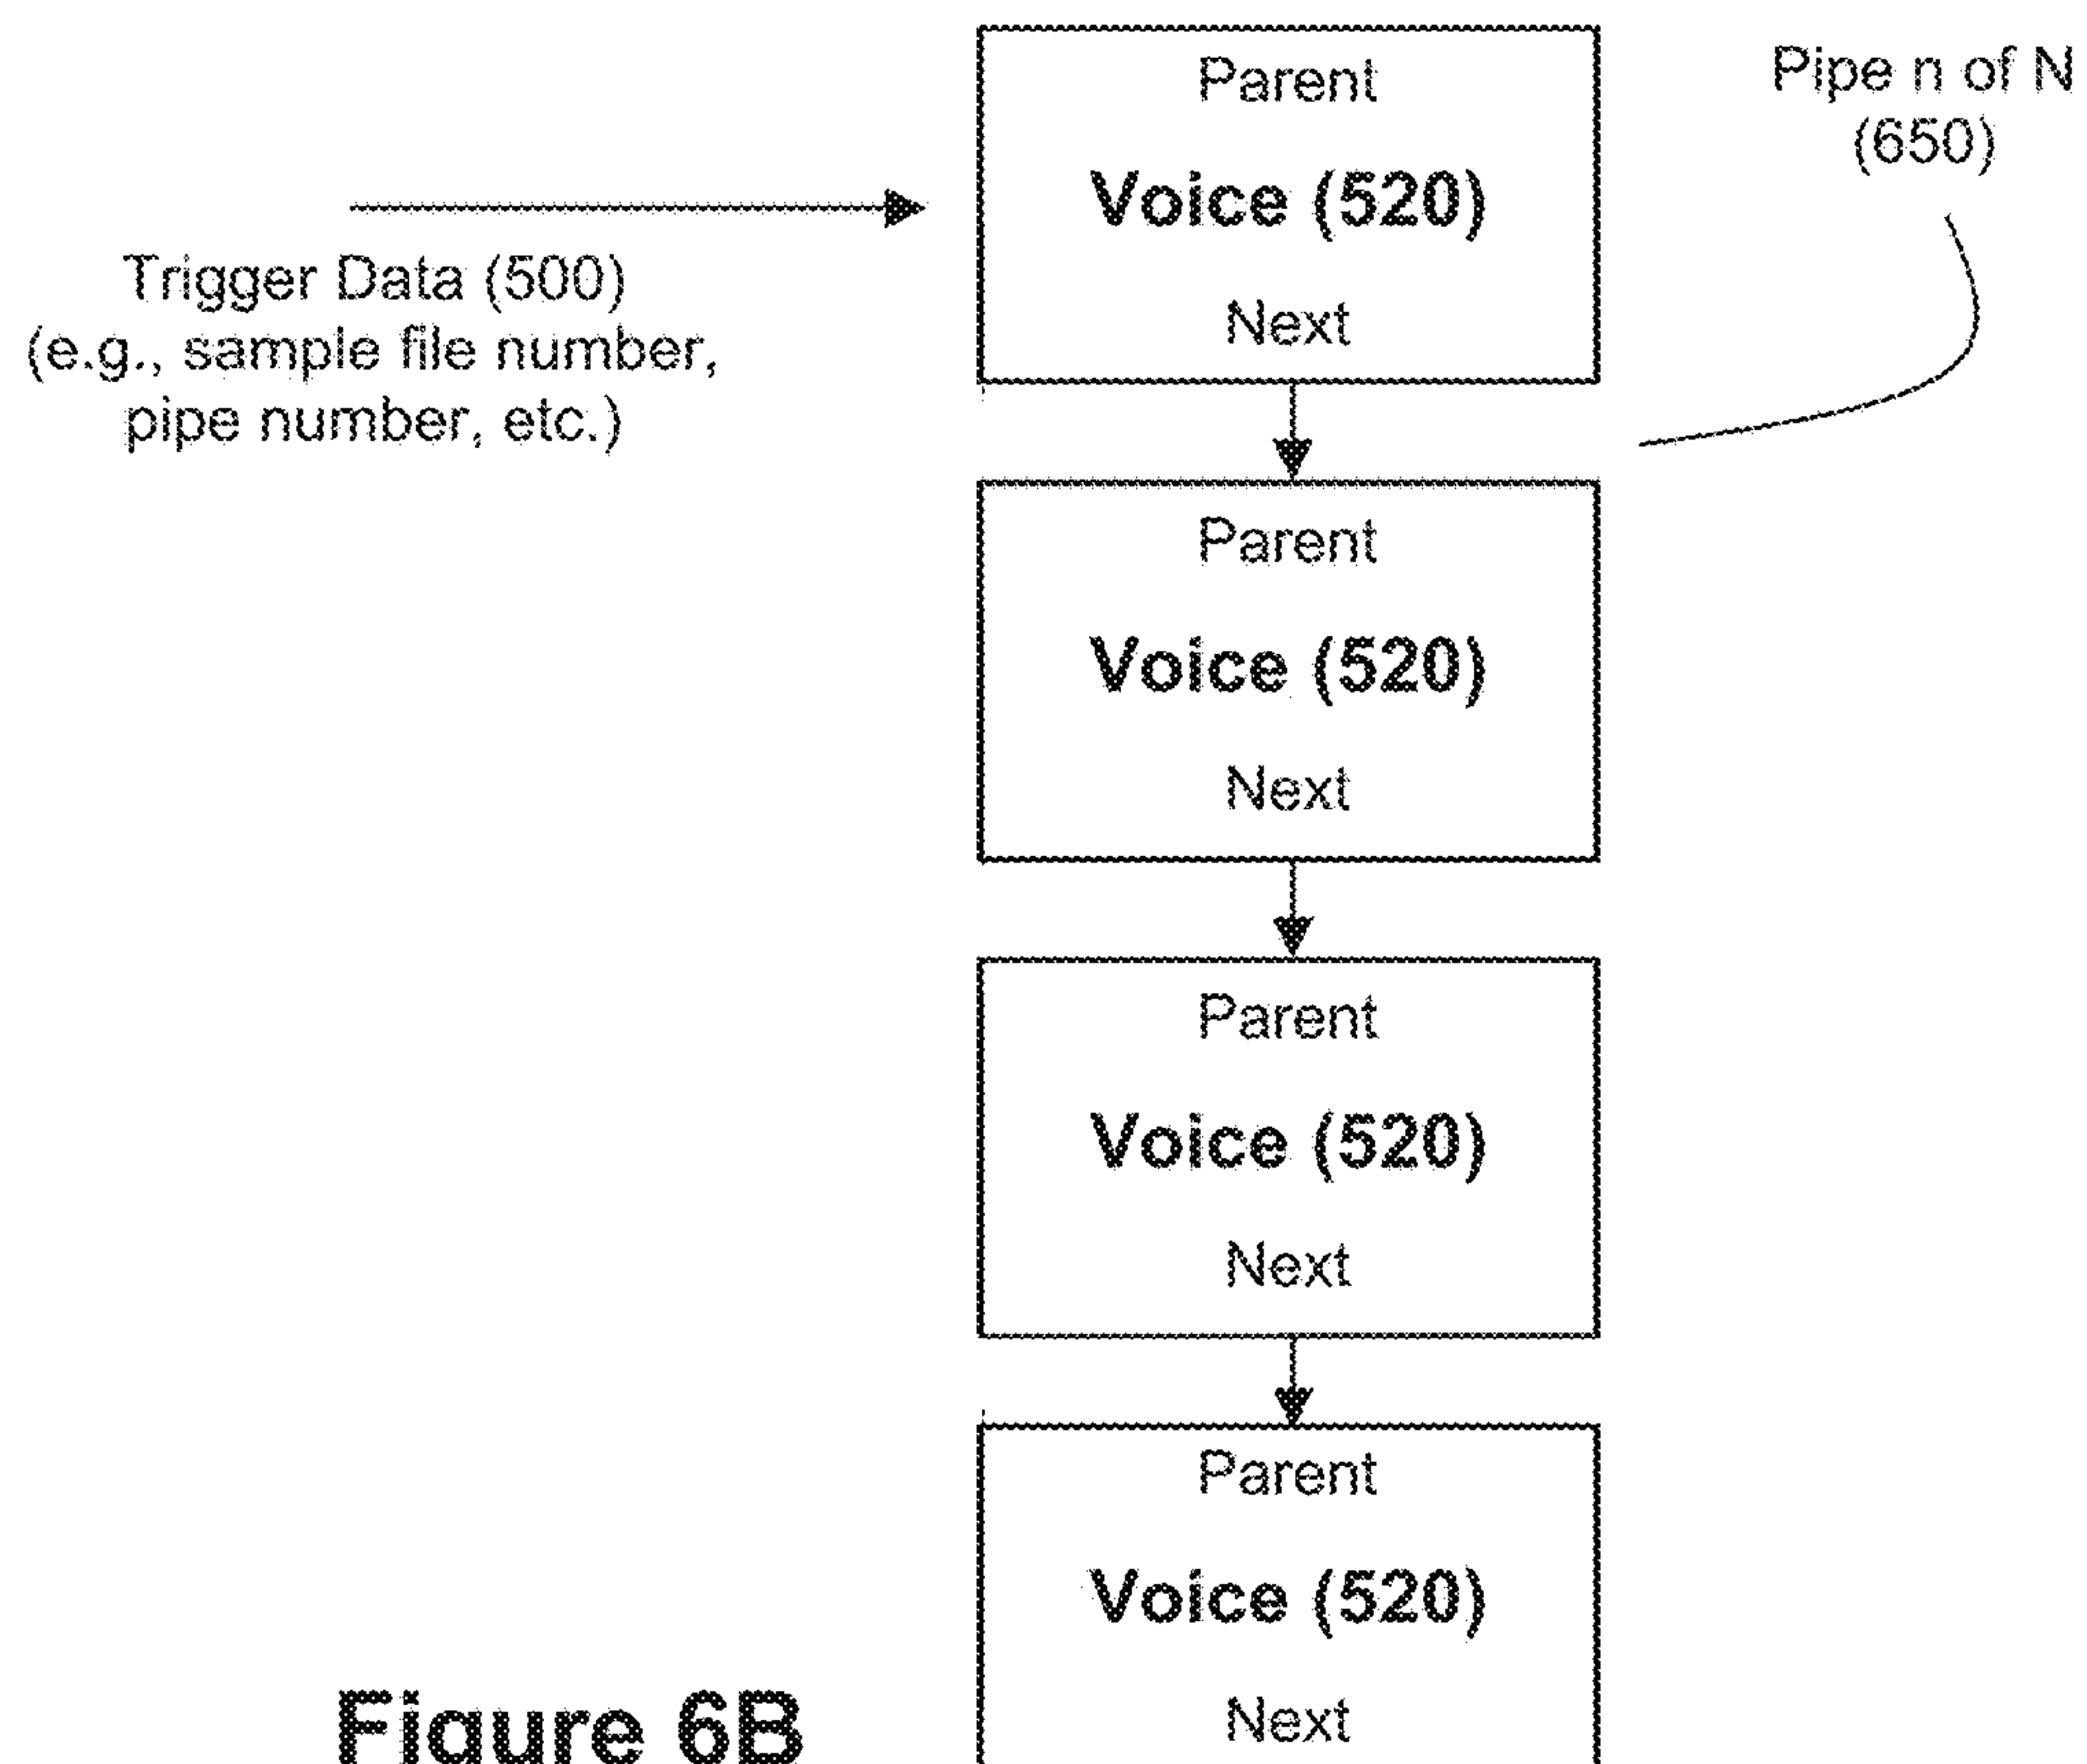 Parent
Voice (520)
Next
Pipe n of N
(650)
Trigger Data (500)
(e.g., sample file number,
pipe number, etc.)
Parent
Voice (520)
Next
Parent
Voice (520)
Next
Parent
Voice (520)
Next
Figure 6B